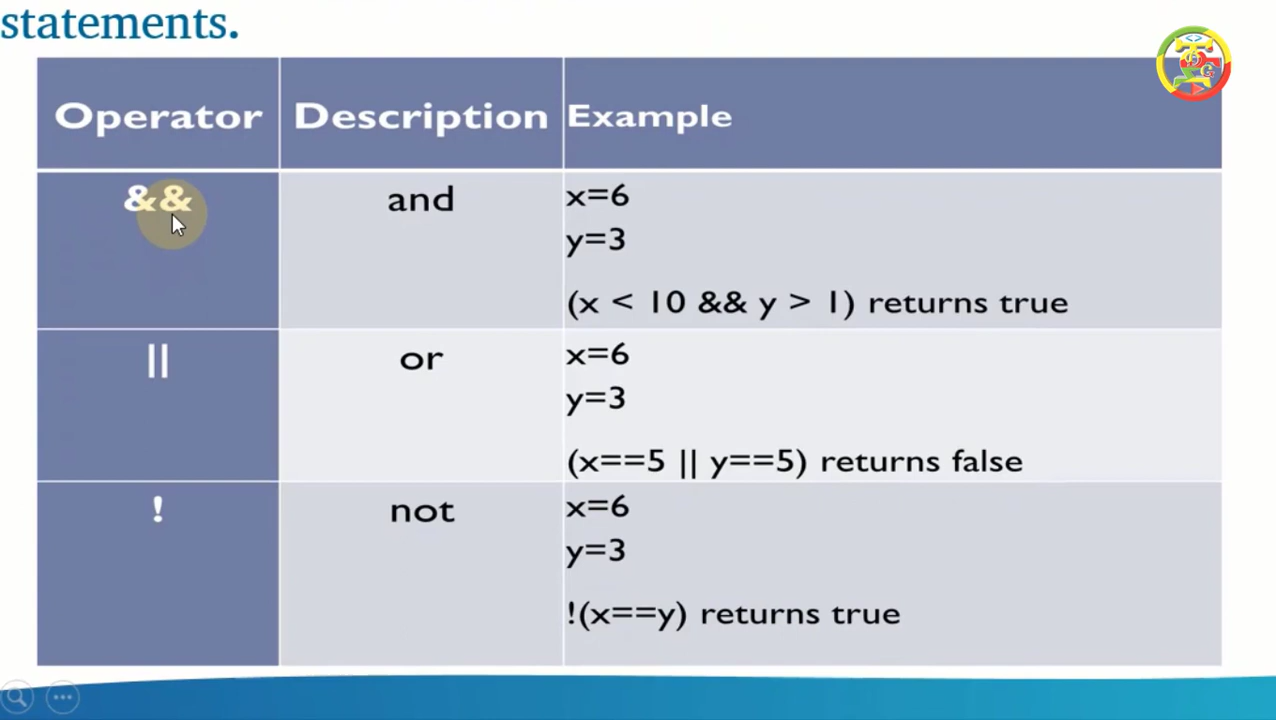 statements.
Operator Description Example
&& and x=6
y=3
(x < 10 && y > 1) returns true
|| or x=6
y=3
(x==5 || y==5) returns false
! not x=6
y=3
!(x==y) returns true